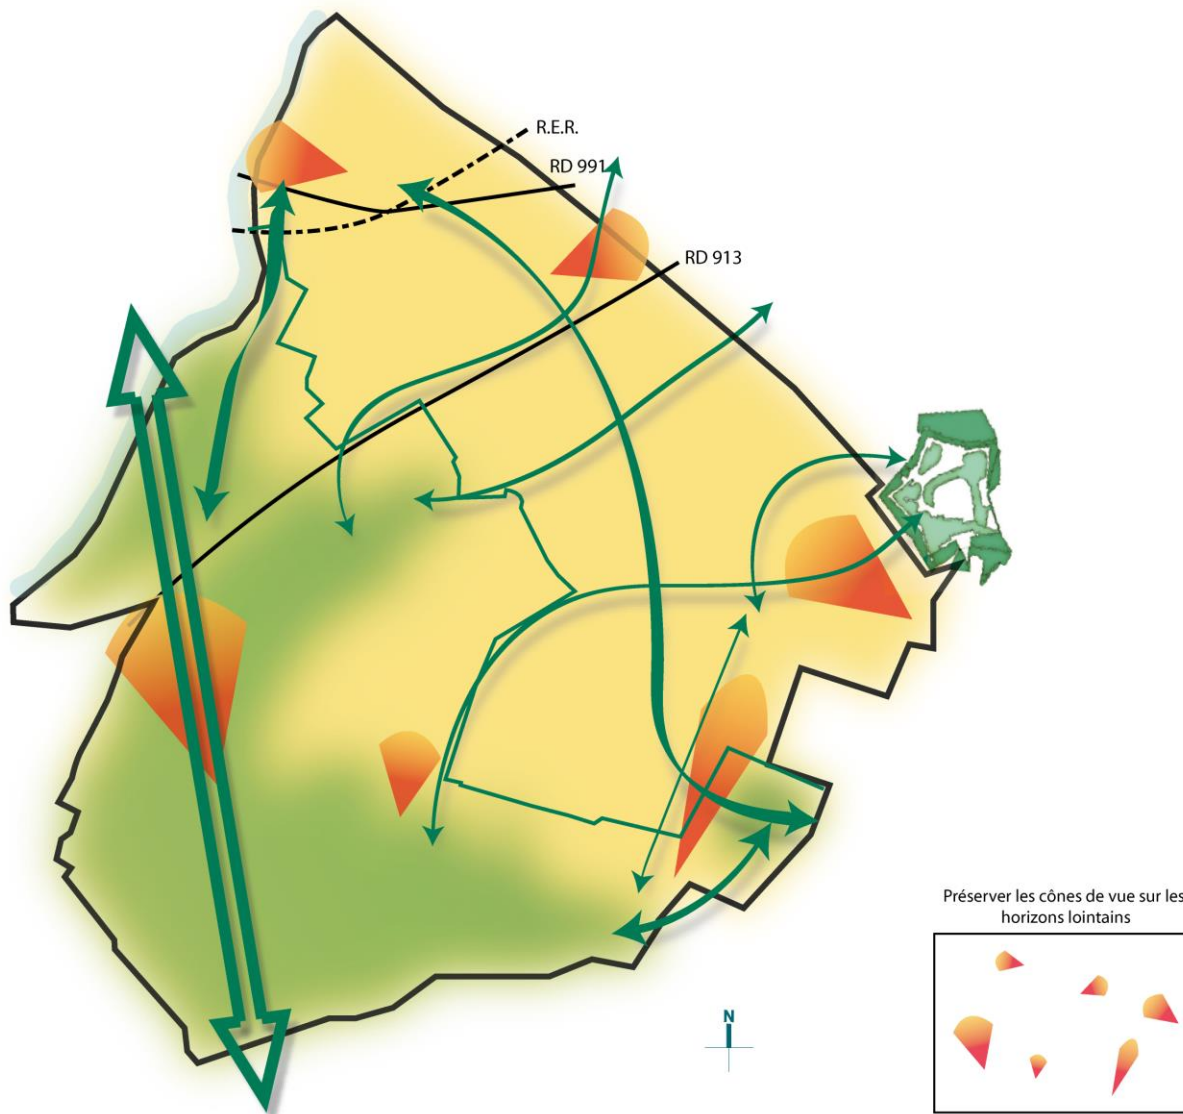 R.E.R.
RD 991
RD 913
Préserver les cônes de vue sur les
horizons lointains
N